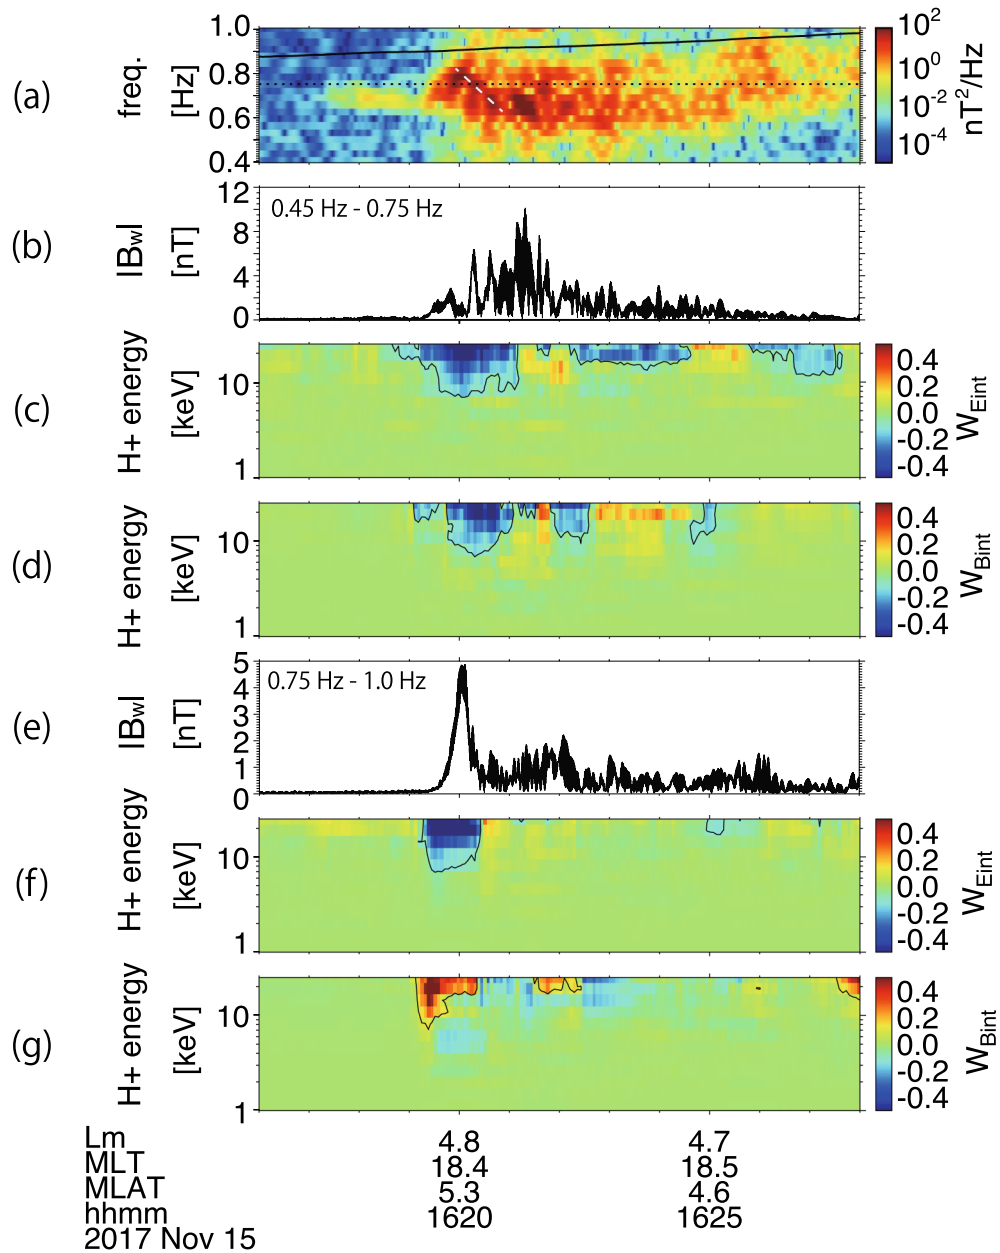 (a)
freq.
[Hz]
1.0
0.8
0.6
0.4
10^2
10^0
10^-2
10^-4
nT^2/Hz
(b)
|Bw|
[nT]
12
8
4
0
0.45 Hz - 0.75 Hz
(c)
H+ energy
[keV]
10
1
0.4
0.2
0.0
-0.2
-0.4
WEint
(d)
H+ energy
[keV]
10
1
0.4
0.2
0.0
-0.2
-0.4
WBint
(e)
|Bw|
[nT]
5
4
3
2
1
0
0.75 Hz - 1.0 Hz
(f)
H+ energy
[keV]
10
1
0.4
0.2
0.0
-0.2
-0.4
WEint
(g)
H+ energy
[keV]
10
1
0.4
0.2
0.0
-0.2
-0.4
WBint
Lm 4.8 4.7
MLT 18.4 18.5
MLAT 5.3 4.6
hhmm 1620 1625
2017 Nov 15